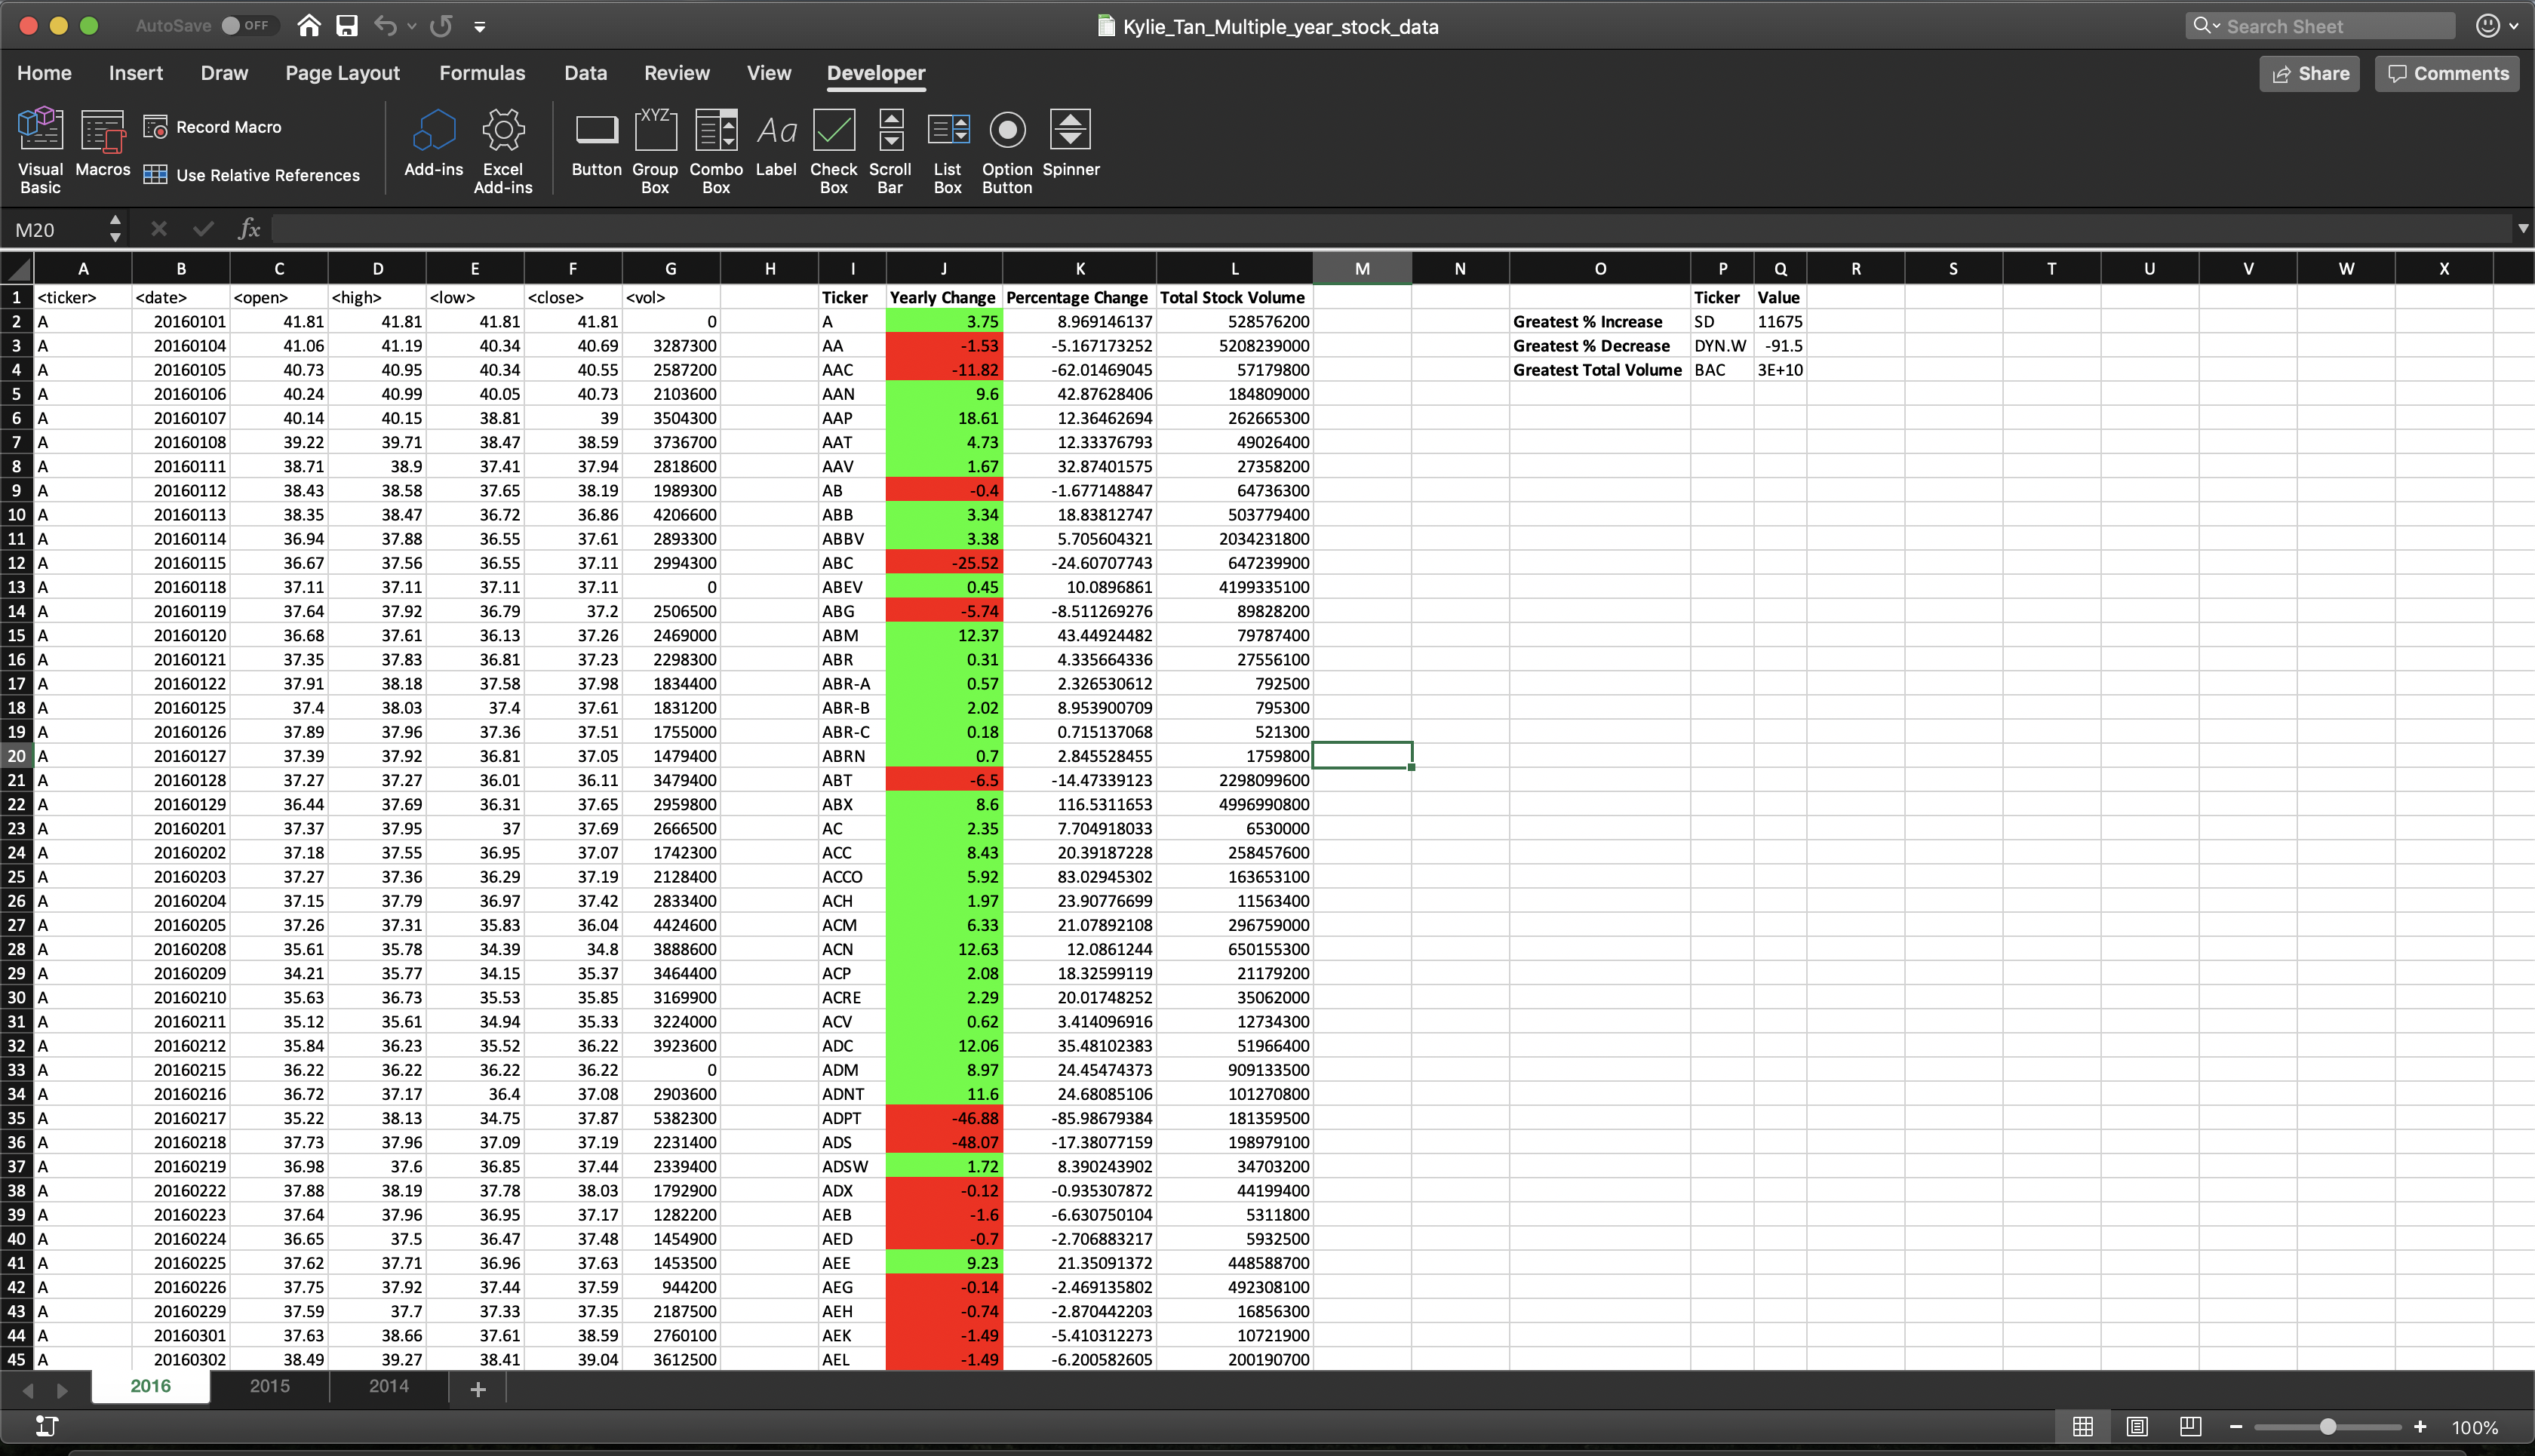 AutoSave OFF Kylie_Tan_Multiple_year_stock_data Search Sheet
Home Insert Draw Page Layout Formulas Data Review View Developer Share Comments
Visual Basic Macros Record Macro Use Relative References Add-ins Excel Add-ins Button Group Box Combo Box Label Check Box Scroll Bar List Box Option Button Spinner
XYZ Aa
M20 fx
A B C D E F G H I J K L M N O P Q R S T U V W X
1 <ticker> <date> <open> <high> <low> <close> <vol> Ticker Yearly Change Percentage Change Total Stock Volume Ticker Value
2 A 20160101 41.81 41.81 41.81 41.81 0 A 3.75 8.969146137 528576200 Greatest % Increase SD 11675
3 A 20160104 41.06 41.19 40.34 40.69 3287300 AA -1.53 -5.167173252 5208239000 Greatest % Decrease DYN.W -91.5
4 A 20160105 40.73 40.95 40.34 40.55 2587200 AAC -11.82 -62.01469045 57179800 Greatest Total Volume BAC 3E+10
5 A 20160106 40.24 40.99 40.05 40.73 2103600 AAN 9.6 42.87628406 184809000
6 A 20160107 40.14 40.15 38.81 39 3504300 AAP 18.61 12.36462694 262665300
7 A 20160108 39.22 39.71 38.47 38.59 3736700 AAT 4.73 12.33376793 49026400
8 A 20160111 38.71 38.9 37.41 37.94 2818600 AAV 1.67 32.87401575 27358200
9 A 20160112 38.43 38.58 37.65 38.19 1989300 AB -0.4 -1.677148847 64736300
10 A 20160113 38.35 38.47 36.72 36.86 4206600 ABB 3.34 18.83812747 503779400
11 A 20160114 36.94 37.88 36.55 37.61 2893300 ABBV 3.38 5.705604321 2034231800
12 A 20160115 36.67 37.56 36.55 37.11 2994300 ABC -25.52 -24.60707743 647239900
13 A 20160118 37.11 37.11 37.11 37.11 0 ABEV 0.45 10.0896861 4199335100
14 A 20160119 37.64 37.92 36.79 37.2 2506500 ABG -5.74 -8.511269276 89828200
15 A 20160120 36.68 37.61 36.13 37.26 2469000 ABM 12.37 43.44924482 79787400
16 A 20160121 37.35 37.83 36.81 37.23 2298300 ABR 0.31 4.335664336 27556100
17 A 20160122 37.91 38.18 37.58 37.98 1834400 ABR-A 0.57 2.326530612 792500
18 A 20160125 37.4 38.03 37.4 37.61 1831200 ABR-B 2.02 8.953900709 795300
19 A 20160126 37.89 37.96 37.36 37.51 1755000 ABR-C 0.18 0.715137068 521300
20 A 20160127 37.39 37.92 36.81 37.05 1479400 ABRN 0.7 2.845528455 1759800
21 A 20160128 37.27 37.27 36.01 36.11 3479400 ABT -6.5 -14.47339123 2298099600
22 A 20160129 36.44 37.69 36.31 37.65 2959800 ABX 8.6 116.5311653 4996990800
23 A 20160201 37.37 37.95 37 37.69 2666500 AC 2.35 7.704918033 6530000
24 A 20160202 37.18 37.55 36.95 37.07 1742300 ACC 8.43 20.39187228 258457600
25 A 20160203 37.27 37.36 36.29 37.19 2128400 ACCO 5.92 83.02945302 163653100
26 A 20160204 37.15 37.79 36.97 37.42 2833400 ACH 1.97 23.90776699 11563400
27 A 20160205 37.26 37.31 35.83 36.04 4424600 ACM 6.33 21.07892108 296759000
28 A 20160208 35.61 35.78 34.39 34.8 3888600 ACN 12.63 12.0861244 650155300
29 A 20160209 34.21 35.77 34.15 35.37 3464400 ACP 2.08 18.32599119 21179200
30 A 20160210 35.63 36.73 35.53 35.85 3169900 ACRE 2.29 20.01748252 35062000
31 A 20160211 35.12 35.61 34.94 35.33 3224000 ACV 0.62 3.414096916 12734300
32 A 20160212 35.84 36.23 35.52 36.22 3923600 ADC 12.06 35.48102383 51966400
33 A 20160215 36.22 36.22 36.22 36.22 0 ADM 8.97 24.45474373 909133500
34 A 20160216 36.72 37.17 36.4 37.08 2903600 ADNT 11.6 24.68085106 101270800
35 A 20160217 35.22 38.13 34.75 37.87 5382300 ADPT -46.88 -85.98679384 181359500
36 A 20160218 37.73 37.96 37.09 37.19 2231400 ADS -48.07 -17.38077159 198979100
37 A 20160219 36.98 37.6 36.85 37.44 2339400 ADSW 1.72 8.390243902 34703200
38 A 20160222 37.88 38.19 37.78 38.03 1792900 ADX -0.12 -0.935307872 44199400
39 A 20160223 37.64 37.96 36.95 37.17 1282200 AEB -1.6 -6.630750104 5311800
40 A 20160224 36.65 37.5 36.47 37.48 1454900 AED -0.7 -2.706883217 5932500
41 A 20160225 37.62 37.71 36.96 37.63 1453500 AEE 9.23 21.35091372 448588700
42 A 20160226 37.75 37.92 37.44 37.59 944200 AEG -0.14 -2.469135802 492308100
43 A 20160229 37.59 37.7 37.33 37.35 2187500 AEH -0.74 -2.870442203 16856300
44 A 20160301 37.63 38.66 37.61 38.59 2760100 AEK -1.49 -5.410312273 10721900
45 A 20160302 38.49 39.27 38.41 39.04 3612500 AEL -1.49 -6.200582605 200190700
2016 2015 2014 +
100%